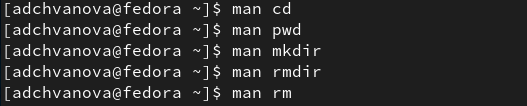 [adchvanova@fedora ~]$ man cd
[adchvanova@fedora ~]$ man pwd
[adchvanova@fedora ~]$ man mkdir
[adchvanova@fedora ~]$ man rmdir
[adchvanova@fedora ~]$ man rm